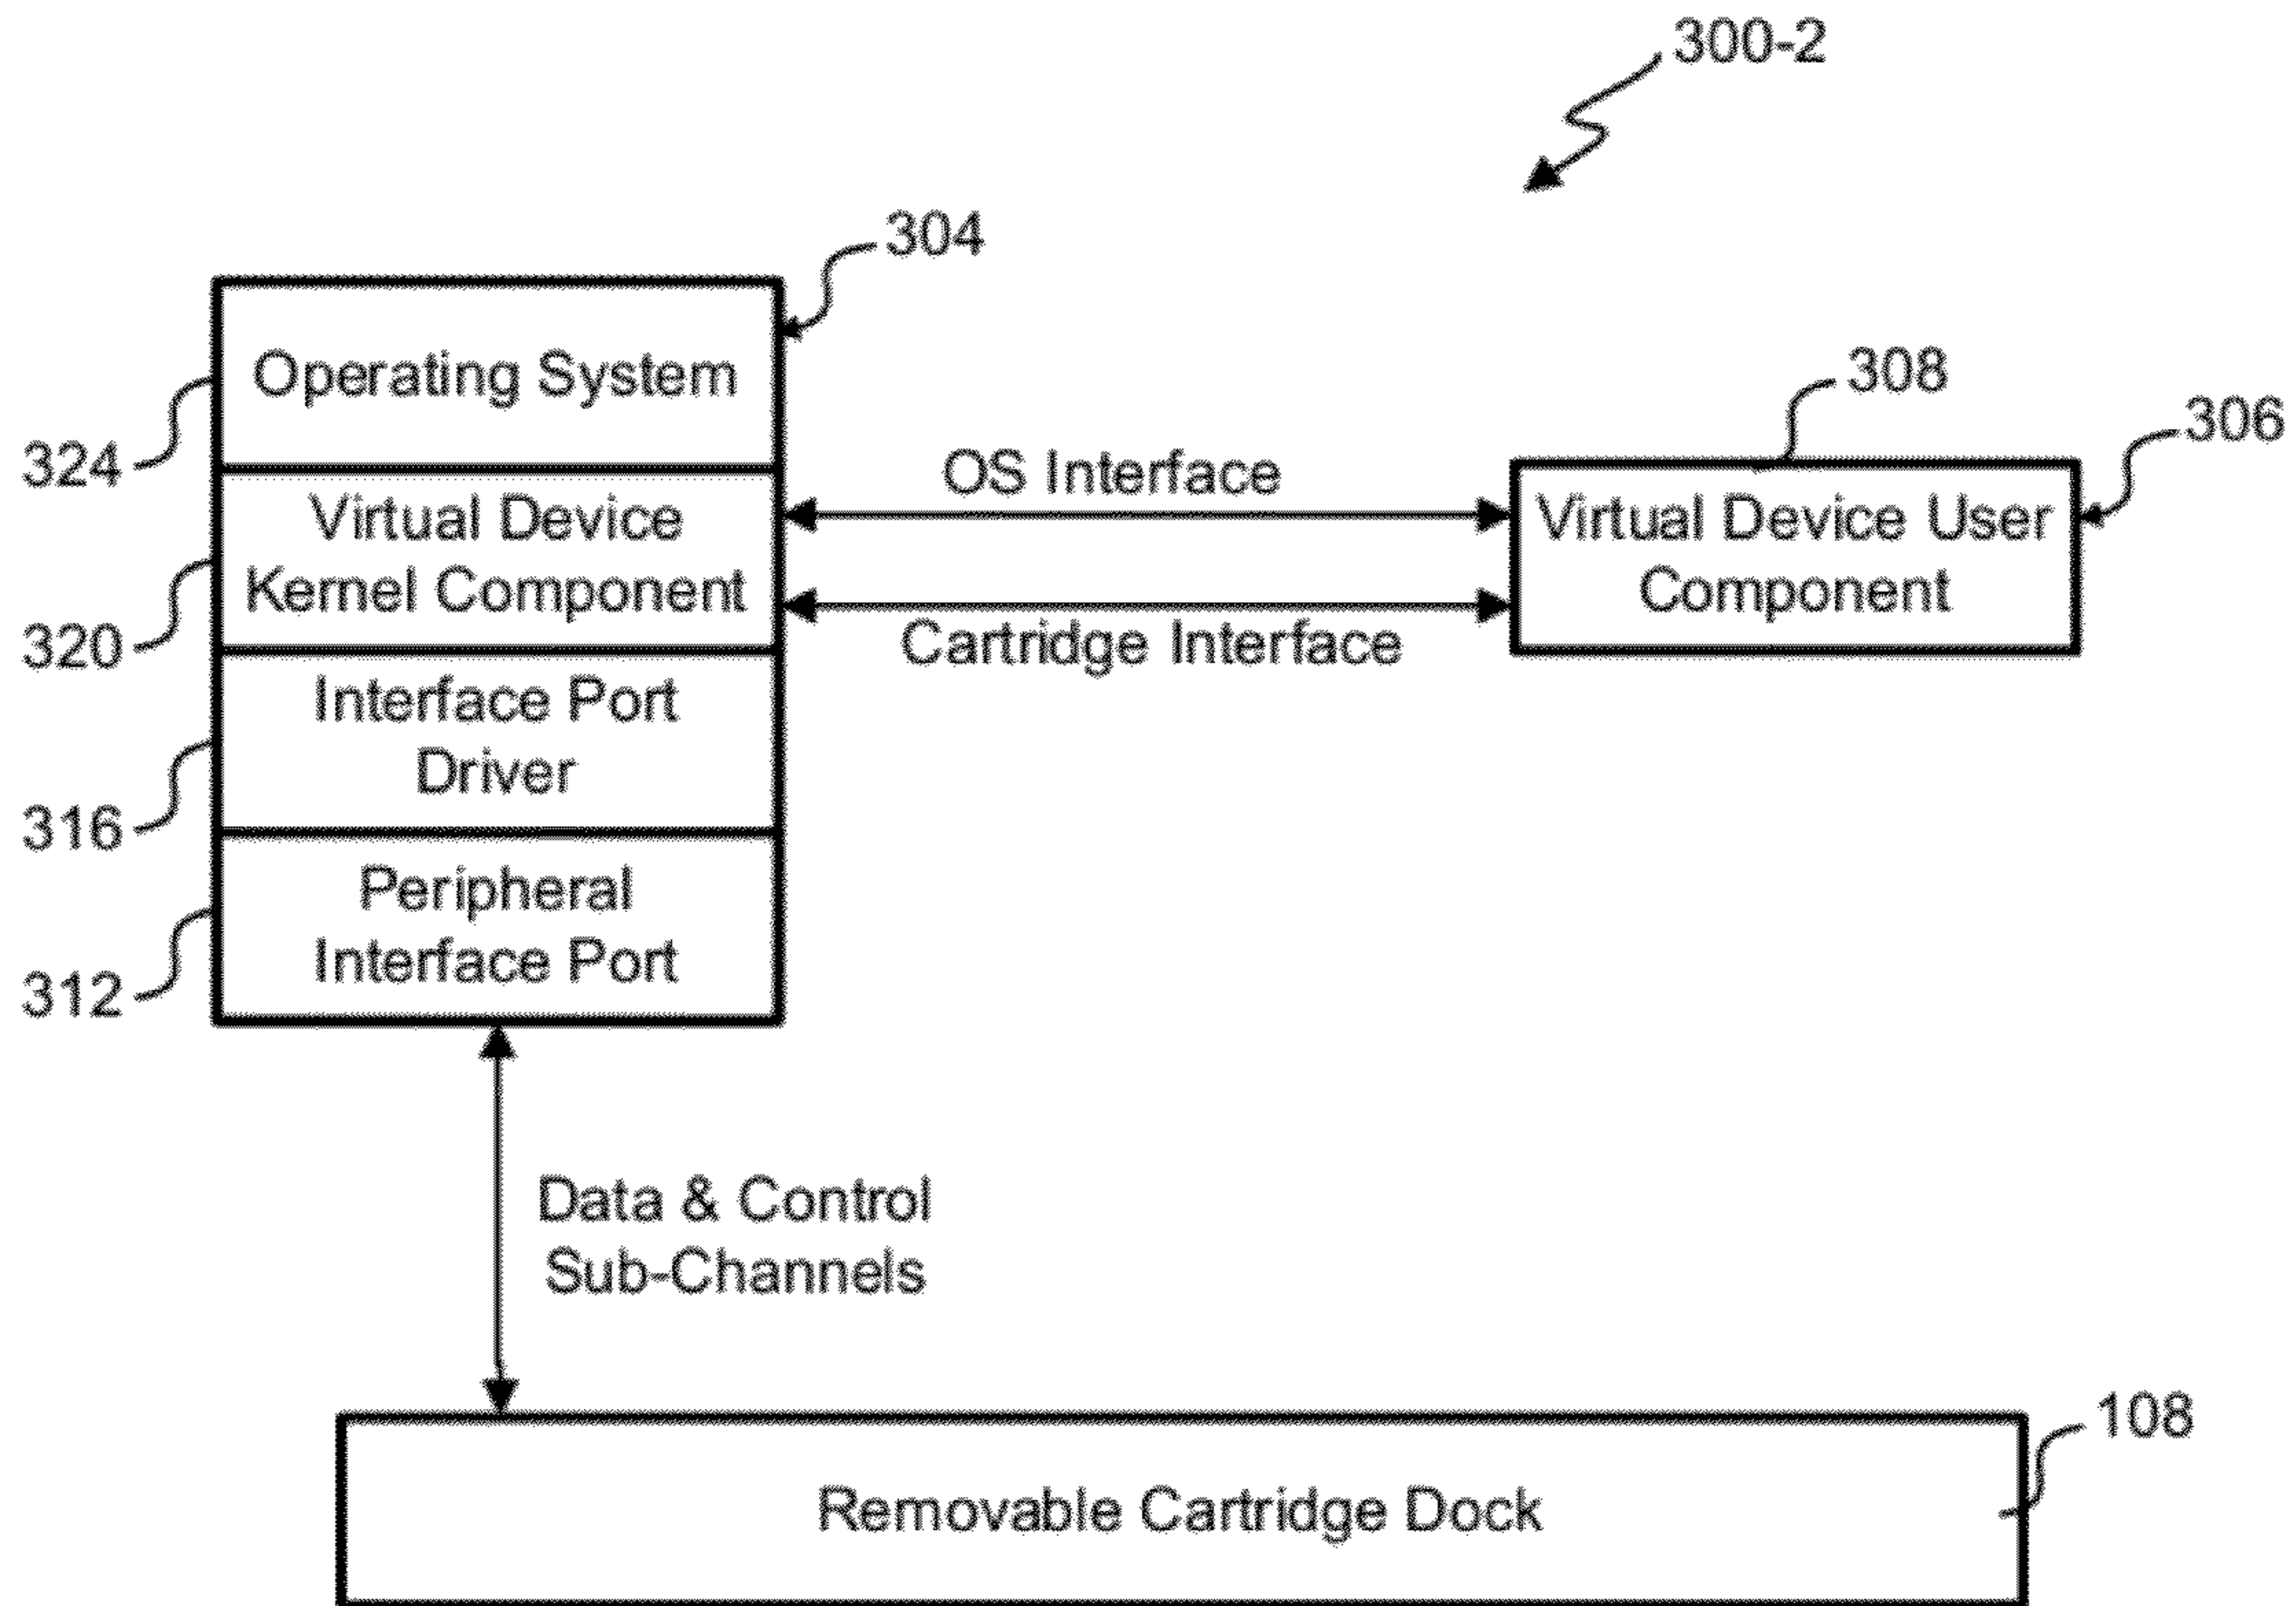 300-2
304
Operating System
324
308
306
OS Interface
Virtual Device
Kernel Component
320
Virtual Device User
Component
Cartridge Interface
Interface Port
Driver
316
Peripheral
Interface Port
312
Data & Control
Sub-Channels
108
Removable Cartridge Dock